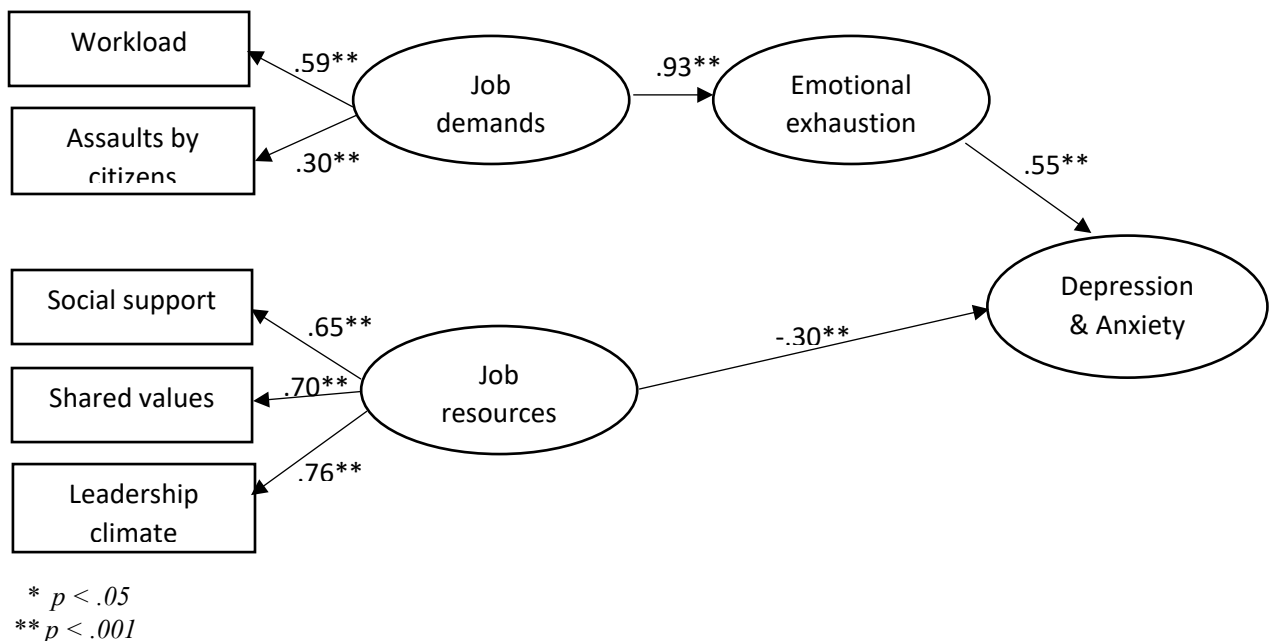 Workload
.59**
Job
demands
.93**
Emotional
exhaustion
Assaults by
citizens
.30**
.55**
Social support
.65**
Depression
& Anxiety
-.30**
Shared values
.70**
Job
resources
.76**
Leadership
climate
* p < .05
** p < .001